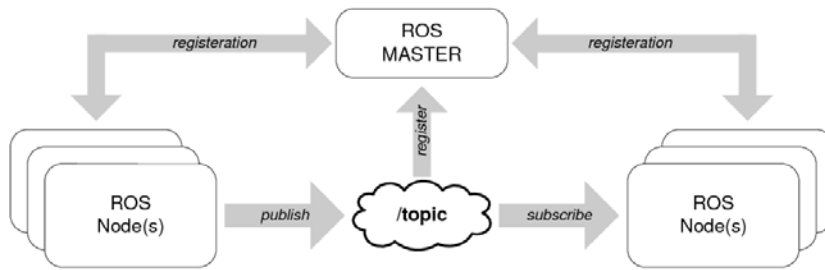 registeration
ROS
MASTER
registeration
register
ROS
Node(s)
publish
/topic
subscribe
ROS
Node(s)